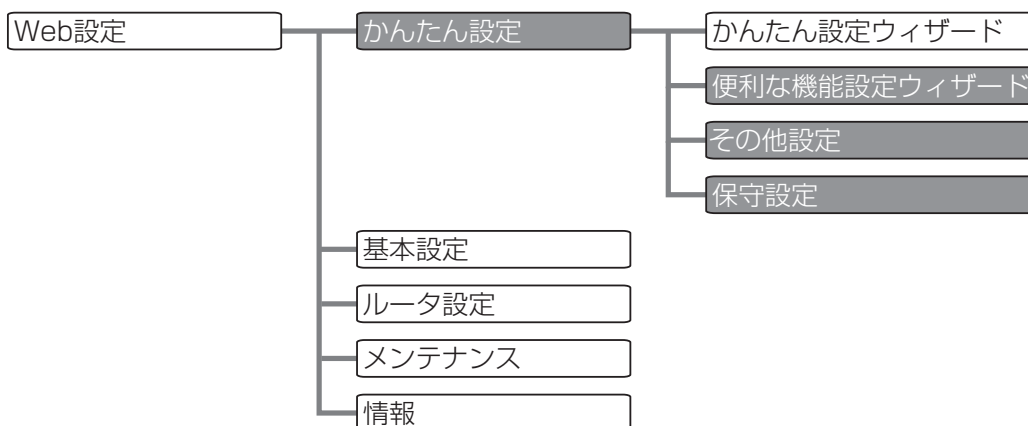 Web設定
かんたん設定
かんたん設定ウィザード
便利な機能設定ウィザード
その他設定
保守設定
基本設定
ルータ設定
メンテナンス
情報